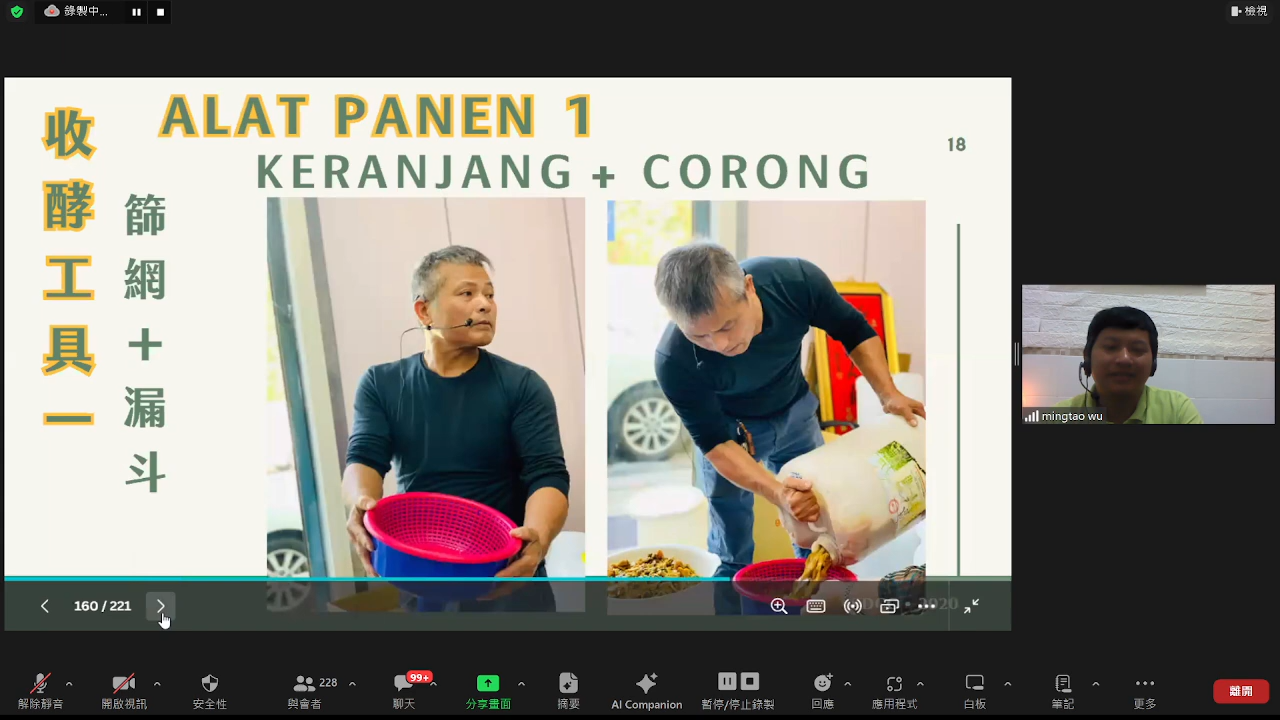 錄製中...
檢視
收酵工具一
篩網+漏斗
ALAT PANEN 1
KERANJANG + CORONG
18
mingtao wu
160 / 221
2020
解除靜音
開啟視訊
安全性
與會者
228
聊天
99+
分享畫面
摘要
AI Companion
暫停/停止錄製
回應
應用程式
白板
筆記
更多
離開